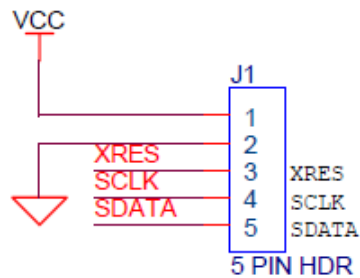 VCC
J1
1
2
XRES 3 XRES
SCLK 4 SCLK
SDATA 5 SDATA
5 PIN HDR